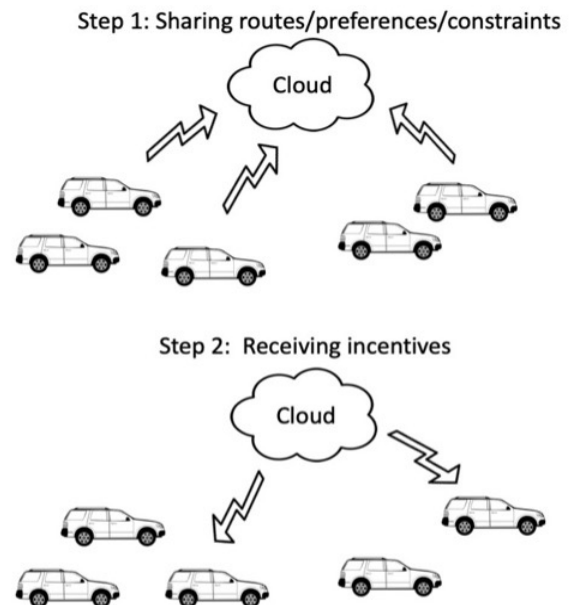 Step 1: Sharing routes/preferences/constraints
Cloud
Step 2: Receiving incentives
Cloud